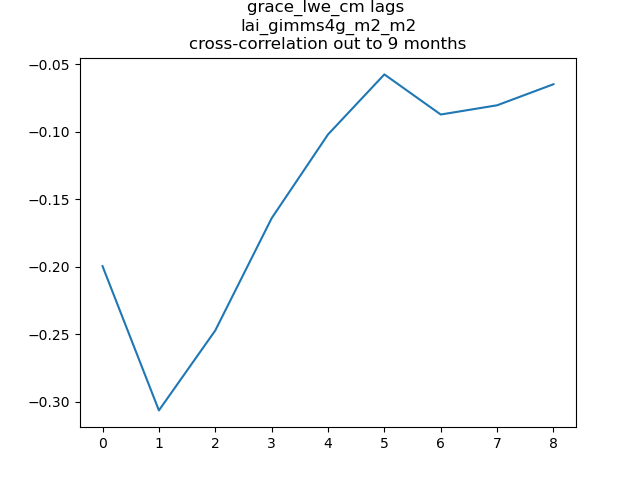 grace_lwe_cm lags
lai_gimms4g_m2_m2
cross-correlation out to 9 months
−0.05
−0.10
−0.15
−0.20
−0.25
−0.30
0 1 2 3 4 5 6 7 8